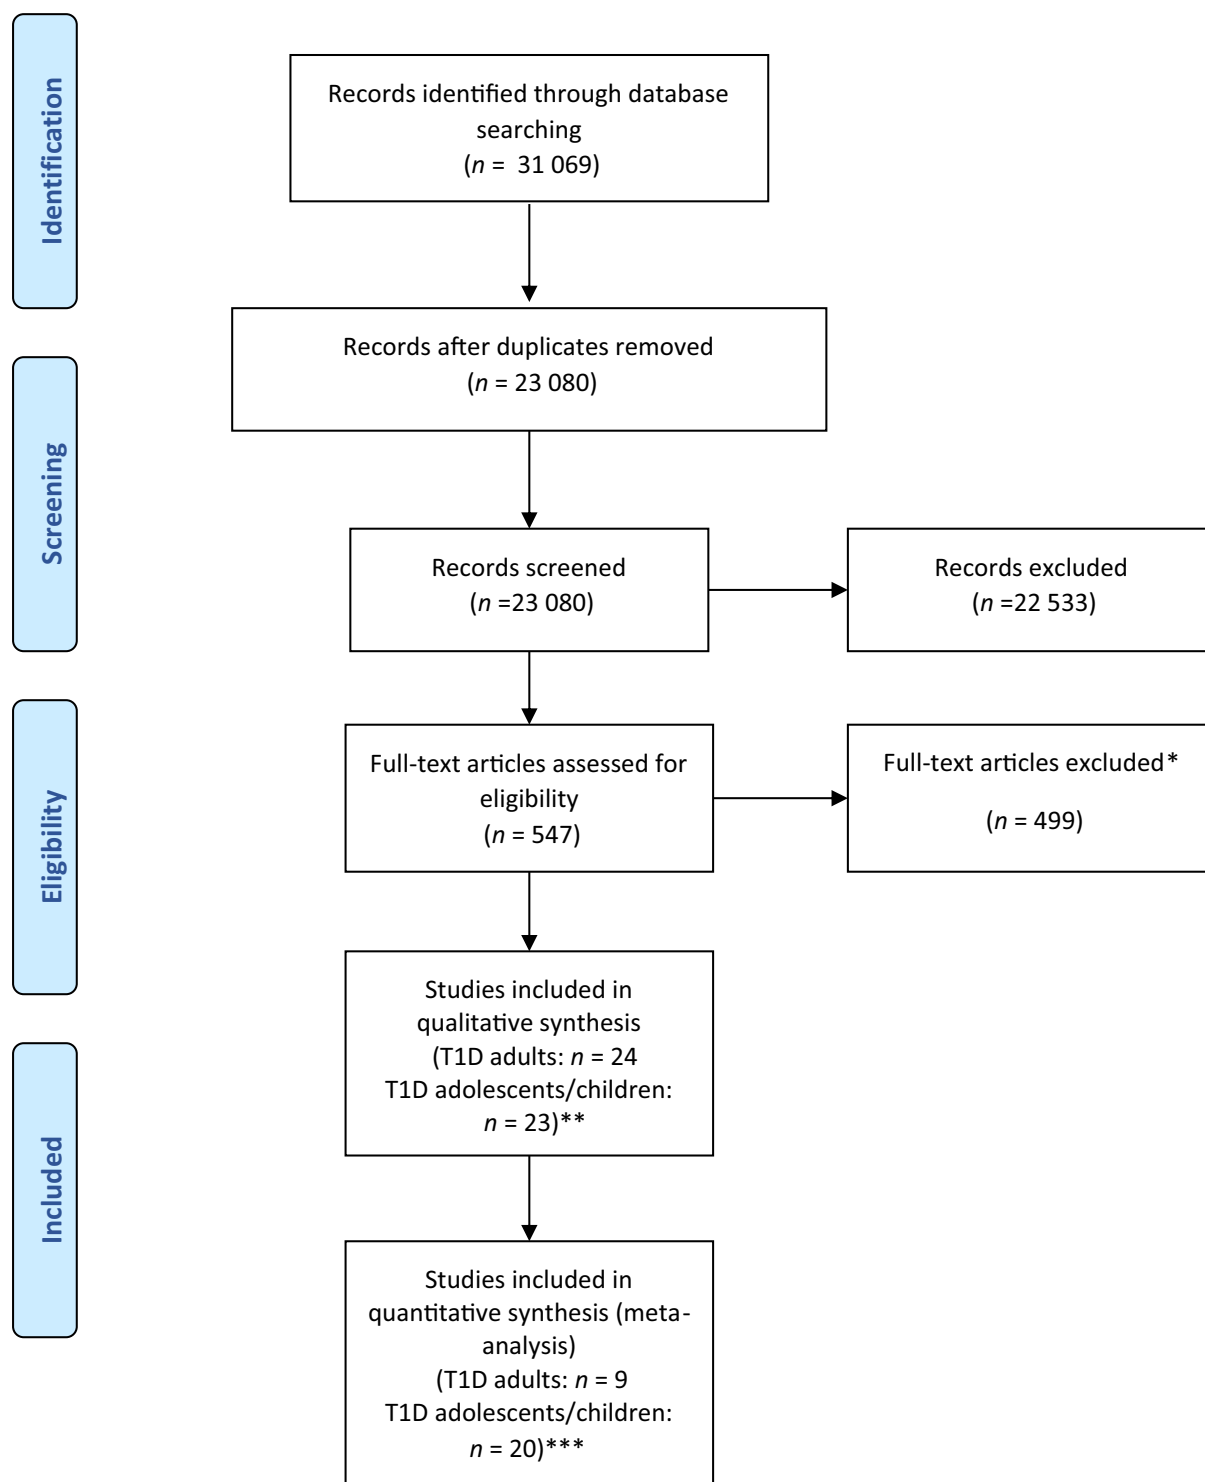 Identification
Records identified through database
searching
(n = 31 069)
Records after duplicates removed
(n = 23 080)
Screening
Records screened
(n =23 080)
Records excluded
(n =22 533)
Eligibility
Full-text articles assessed for
eligibility
(n = 547)
Full-text articles excluded*
(n = 499)
Studies included in
qualitative synthesis
(T1D adults: n = 24
T1D adolescents/children:
n = 23)**
Included
Studies included in
quantitative synthesis (meta-
analysis)
(T1D adults: n = 9
T1D adolescents/children:
n = 20)***